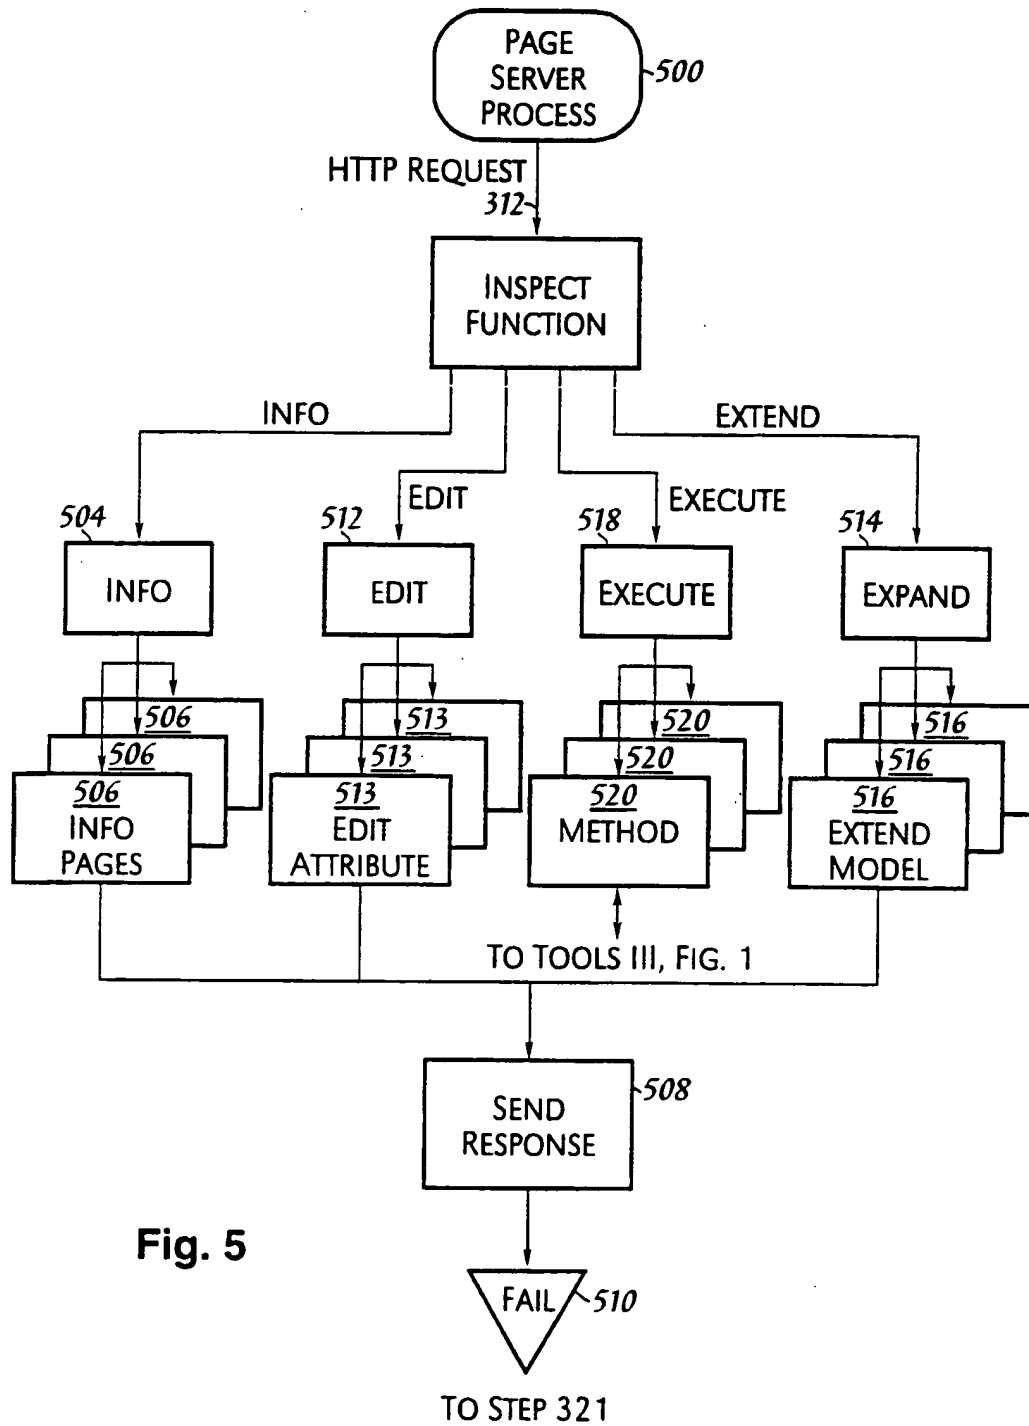 PAGE
SERVER
PROCESS
500
HTTP REQUEST
312
INSPECT
FUNCTION
INFO
EXTEND
EDIT
EXECUTE
504
512
518
514
INFO
EDIT
EXECUTE
EXPAND
506
513
520
516
506
513
520
516
506
INFO
PAGES
513
EDIT
ATTRIBUTE
520
METHOD
516
EXTEND
MODEL
TO TOOLS III, FIG. 1
SEND
RESPONSE
508
Fig. 5
FAIL
510
TO STEP 321